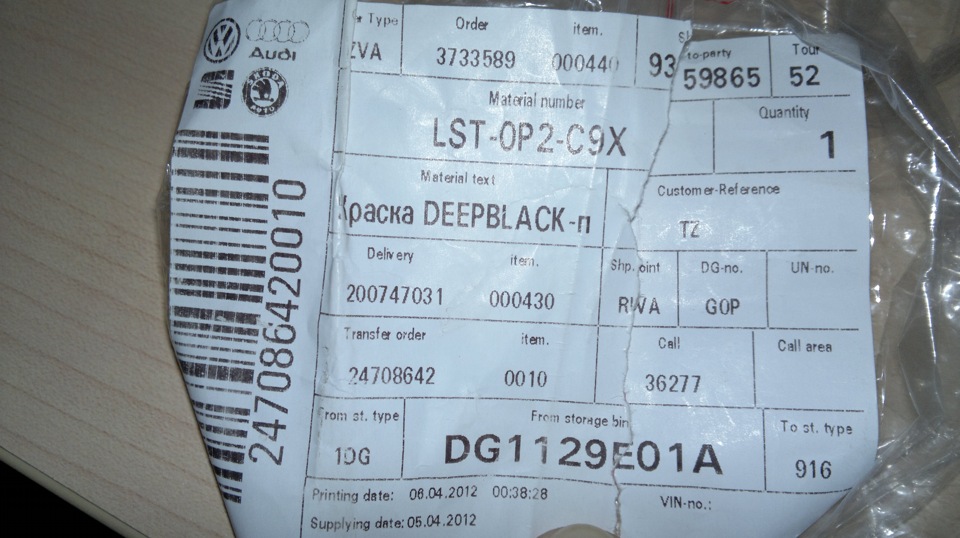 Audi
Type Order item.
ZVA 3733589 000440 93
to-party Tour
59865 52
Material number Quantity
LST-0P2-C9X 1
Material text Customer-Reference
Краска DEEPBLACK-п TZ
Delivery item. Shp. oint DG-no. UN-no.
200747031 000430 RWA GOP
Transfer order item. Call Call area
24708642 0010 36277
From st. type From storage bin To st. type
10G DG1129E01A 916
Printing date: 06.04.2012 00:38:28 VIN-no.:
Supplying date: 05.04.2012
247086420010